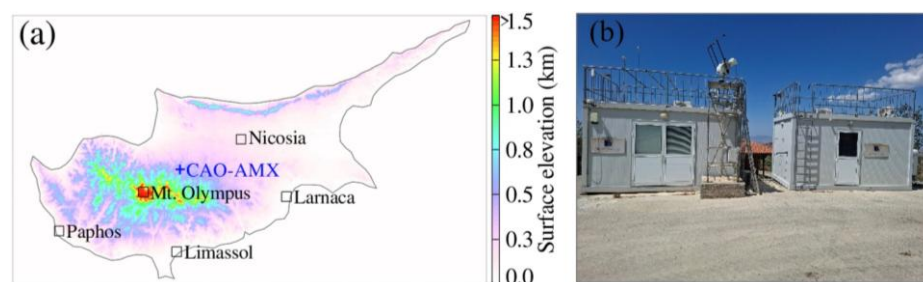 (a)
Nicosia
+CAO-AMX
Mt. Olympus
Larnaca
Paphos
Limassol
>1.5
1.3
1.0
0.8
0.5
0.3
0.0
Surface elevation (km)
(b)